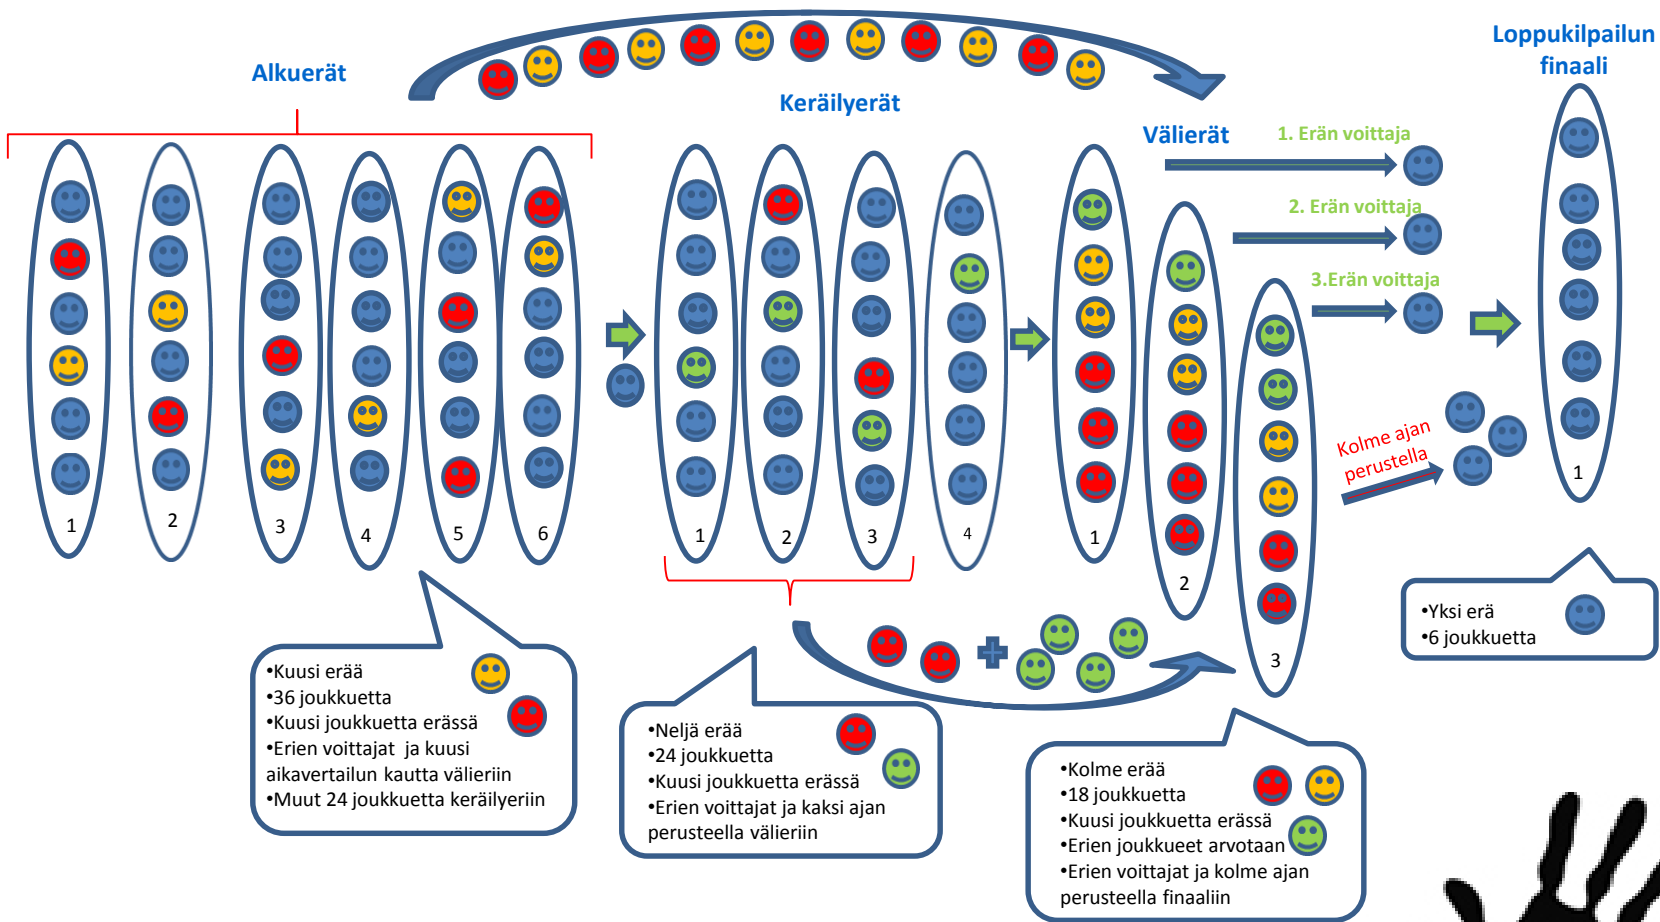 Alkuerät
Keräilyerät
Välierät
Loppukilpailun
finaali
1. Erän voittaja
2. Erän voittaja
3.Erän voittaja
Kolme ajan
perustella
1
2
3
4
5
6
1
2
3
4
1
2
3
1
•Kuusi erää
•36 joukkuetta
•Kuusi joukkuetta erässä
•Erien voittajat ja kuusi
aikavertailun kautta välieriin
•Muut 24 joukkuetta keräilyeriin
•Neljä erää
•24 joukkuetta
•Kuusi joukkuetta erässä
•Erien voittajat ja kaksi ajan
perusteella välieriin
•Kolme erää
•18 joukkuetta
•Kuusi joukkuetta erässä
•Erien joukkueet arvotaan
•Erien voittajat ja kolme ajan
perusteella finaaliin
•Yksi erä
•6 joukkuetta